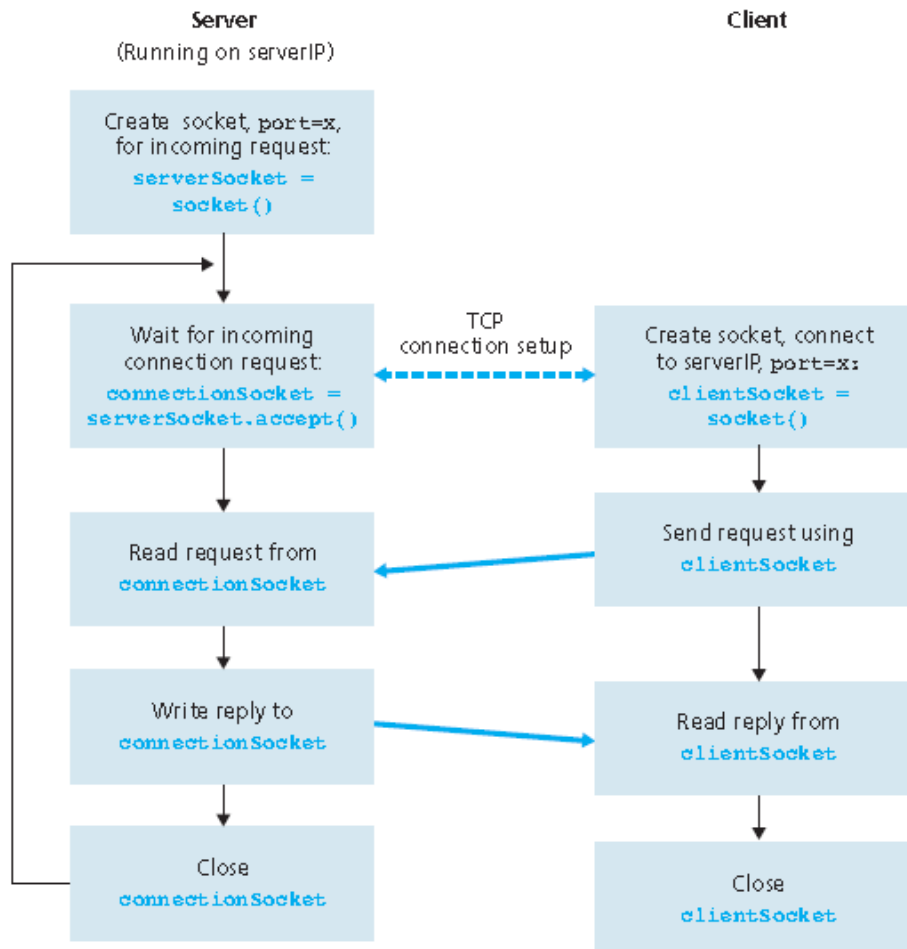 Server
(Running on serverIP)
Client
Create socket, port=x,
for incoming request:
serverSocket =
socket()
Wait for incoming
connection request:
connectionSocket =
serverSocket.accept()
TCP
connection setup
Create socket, connect
to serverIP, port=x:
clientSocket =
socket()
Read request from
connectionSocket
Send request using
clientSocket
Write reply to
connectionSocket
Read reply from
clientSocket
Close
connectionSocket
Close
clientSocket